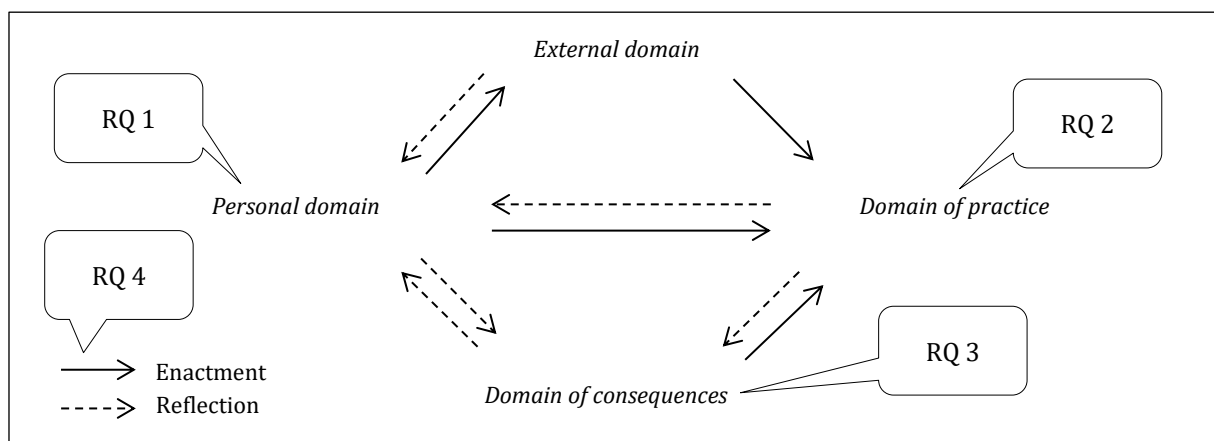 External domain
RQ 1
RQ 2
Personal domain
Domain of practice
RQ 4
RQ 3
Enactment
Domain of consequences
Reflection